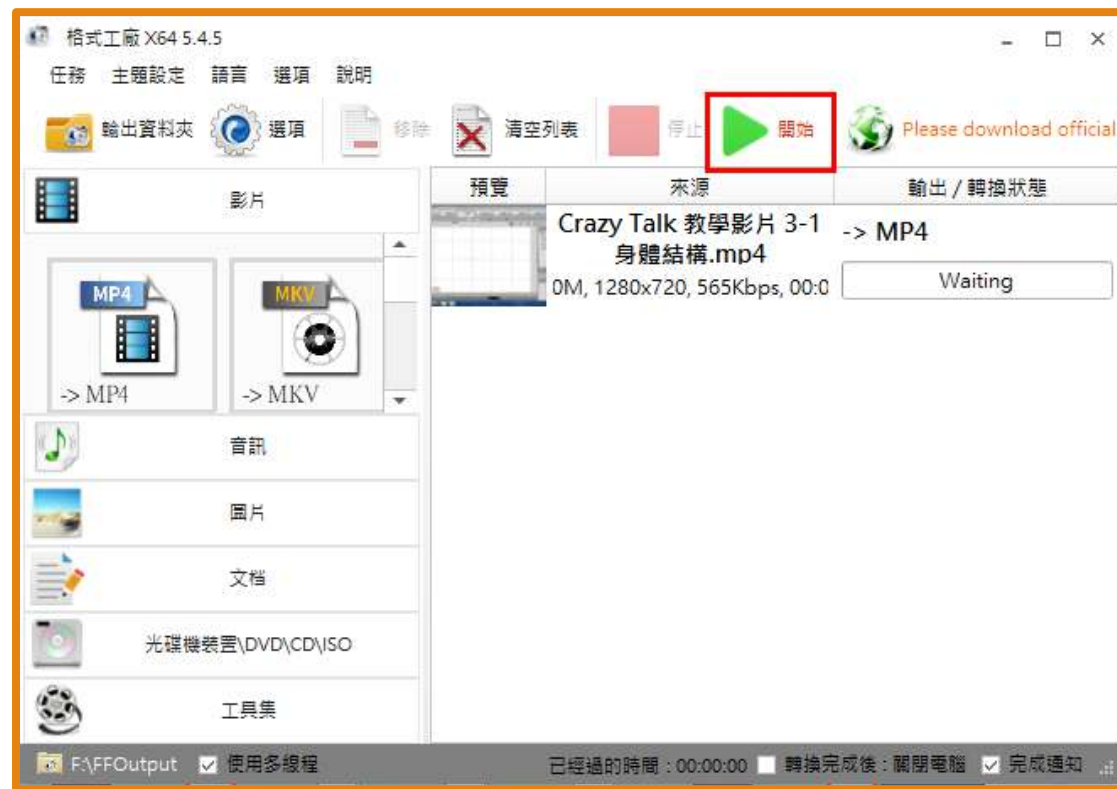 格式工廠 X64 5.4.5
任務 主題設定 語言 選項 說明
輸出資料夾 選項 移除 清空列表 停止 開始 Please download official
影片
預覽 來源 輸出 / 轉換狀態
Crazy Talk 教學影片 3-1
身體結構.mp4
0M, 1280x720, 565Kbps, 00:0
-> MP4
Waiting
MP4 MKV
-> MP4 -> MKV
音訊
圖片
文档
光碟機裝置\DVD\CD\ISO
工具集
F:\FFOutput 使用多線程 已經過的時間 : 00:00:00 轉換完成後 : 關閉電腦 完成通知